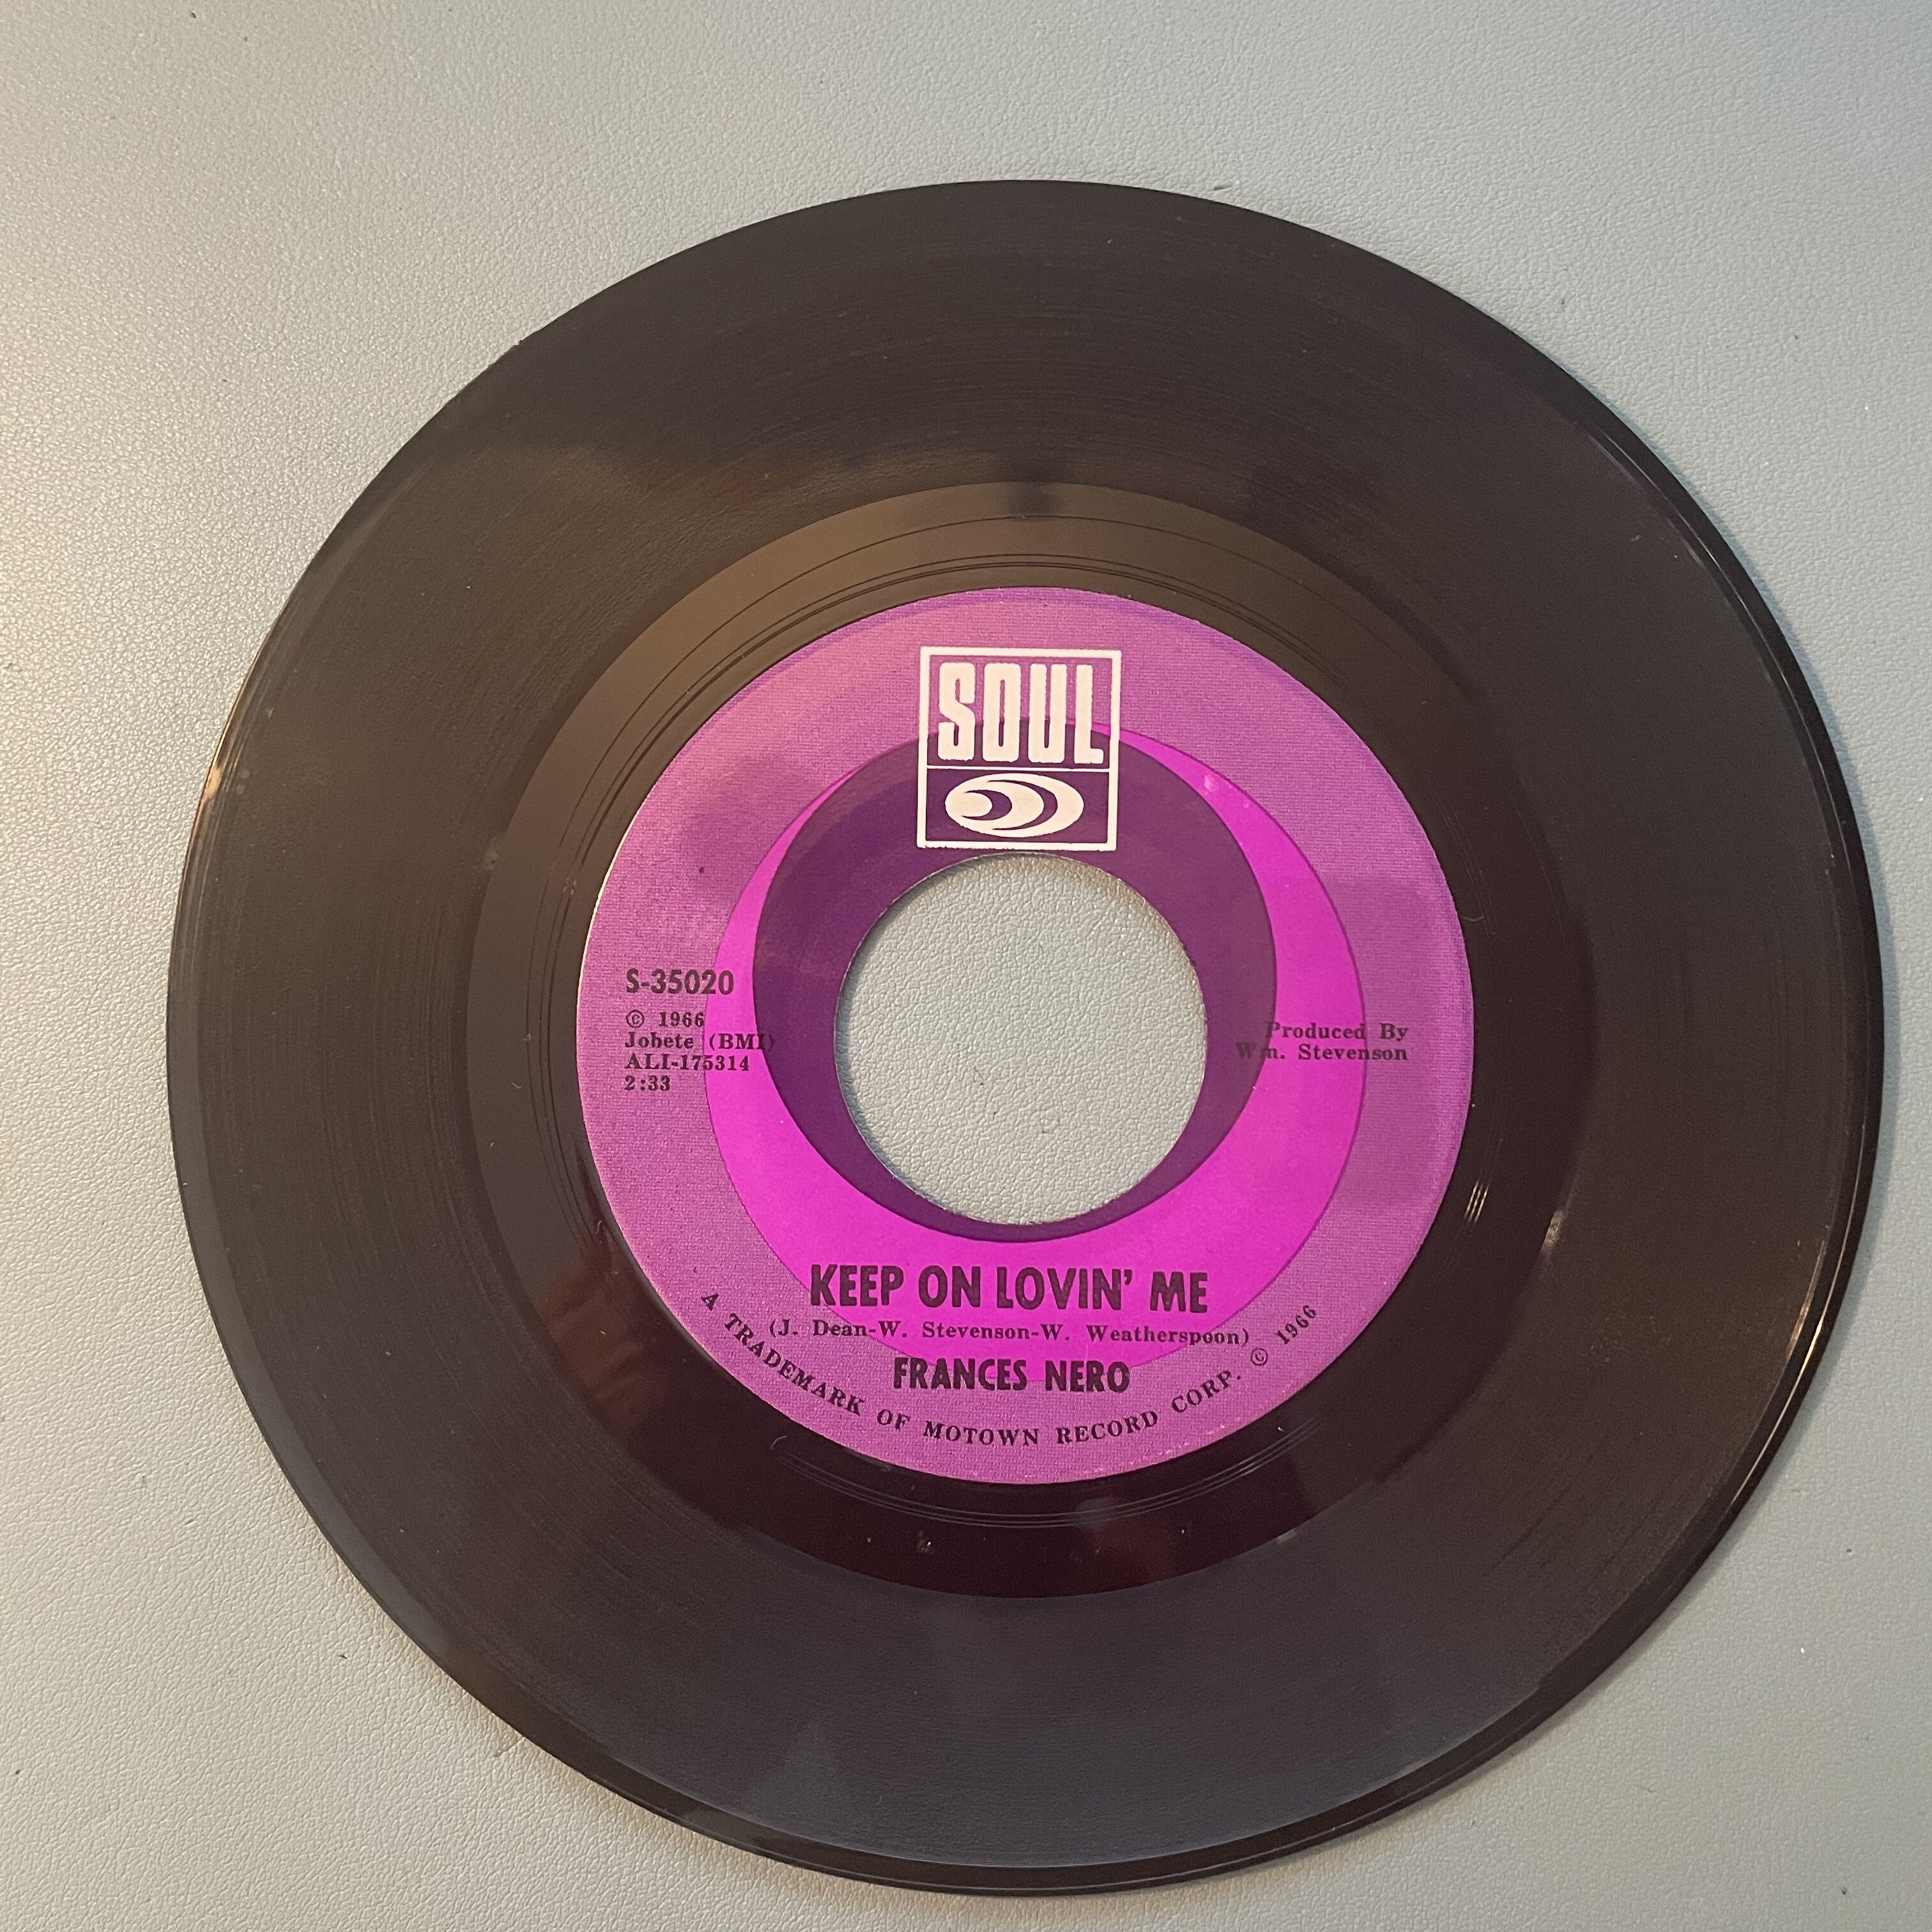 SOUL
S-35020
© 1966
Jobete (BMI)
ALI-175314
2:33
Produced By
Wm. Stevenson
KEEP ON LOVIN' ME
(J. Dean-W. Stevenson-W. Weatherspoon)
FRANCES NERO
A TRADEMARK OF MOTOWN RECORD CORP. © 1966